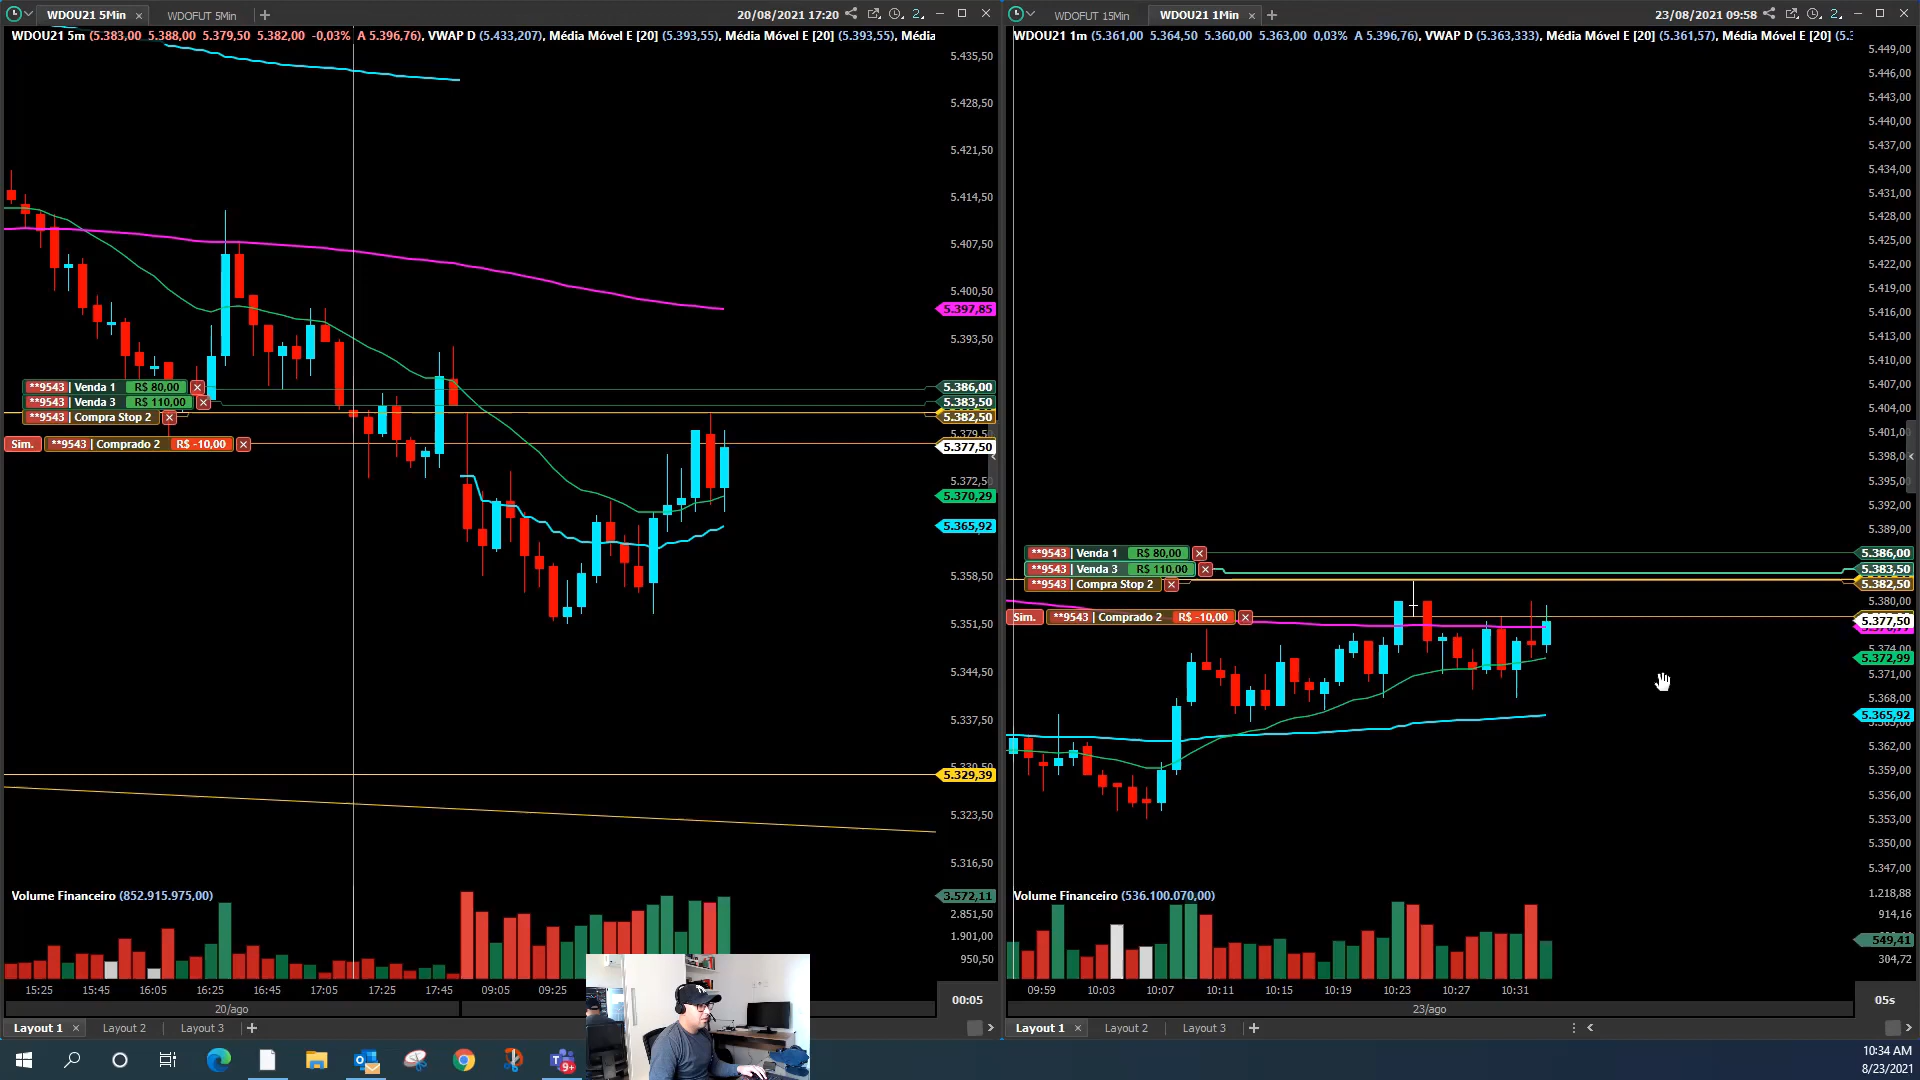 WDOU21 5Min
WDOFUT 5Min
20/08/2021 17:20
2
WDOU21 5m (5.383,00 5.388,00 5.379,50 5.382,00 -0,03% A 5.396,76), VWAP D (5.433,207), Média Móvel E [20] (5.393,55), Média Móvel E [20] (5.393,55), Média
5.435,50
5.428,50
5.421,50
5.414,50
5.407,50
5.400,50
5.397,85
5.393,50
**9543 | Venda 1 R$ 80,00
5.386,00
**9543 | Venda 3 R$ 110,00
5.383,50
**9543 | Compra Stop 2
5.382,50
5.379,50
Sim. **9543 | Comprado 2 R$ -10,00
5.377,50
5.372,50
5.370,29
5.365,92
5.358,50
5.351,50
5.344,50
5.337,50
5.329,39
5.323,50
5.316,50
Volume Financeiro (852.915.975,00)
3.572,11
2.851,50
1.901,00
950,50
15:25 15:45 16:05 16:25 16:45 17:05 17:25 17:45 09:05 09:25
20/ago
00:05
Layout 1
Layout 2
Layout 3
WDOFUT 15Min
WDOU21 1Min
23/08/2021 09:58
2
WDOU21 1m (5.361,00 5.364,50 5.360,00 5.363,00 0,03% A 5.396,76), VWAP D (5.363,333), Média Móvel E [20] (5.361,57), Média Móvel E [20] (5.3
5.449,00
5.446,00
5.443,00
5.440,00
5.437,00
5.434,00
5.431,00
5.428,00
5.425,00
5.422,00
5.419,00
5.416,00
5.413,00
5.410,00
5.407,00
5.404,00
5.401,00
5.398,00
5.395,00
5.392,00
5.389,00
**9543 | Venda 1 R$ 80,00
5.386,00
**9543 | Venda 3 R$ 110,00
5.383,50
**9543 | Compra Stop 2
5.382,50
5.380,00
Sim. **9543 | Comprado 2 R$ -10,00
5.377,50
5.374,00
5.372,99
5.371,00
5.368,00
5.365,92
5.362,00
5.359,00
5.356,00
5.353,00
5.350,00
5.347,00
Volume Financeiro (536.100.070,00)
1.218,88
914,16
549,41
304,72
09:59 10:03 10:07 10:11 10:15 10:19 10:23 10:27 10:31
23/ago
05s
Layout 1
Layout 2
Layout 3
9+
10:34 AM
8/23/2021